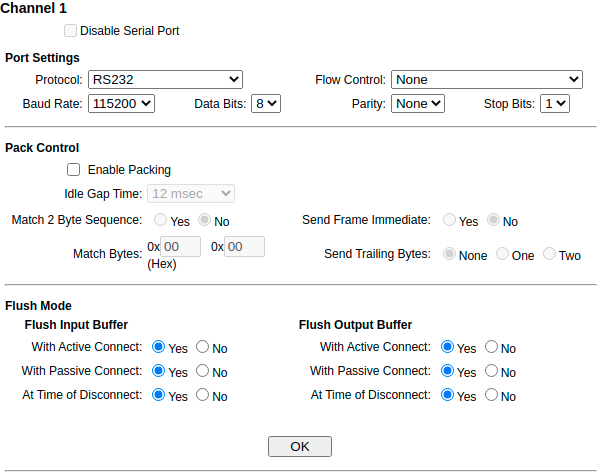 Channel 1
Disable Serial Port
Port Settings
Protocol: RS232 Flow Control: None
Baud Rate: 115200 Data Bits: 8 Parity: None Stop Bits: 1
Pack Control
Enable Packing
Idle Gap Time: 12 msec
Match 2 Byte Sequence: Yes No Send Frame Immediate: Yes No
Match Bytes: 0x 00 0x 00 Send Trailing Bytes: None One Two
(Hex)
Flush Mode
Flush Input Buffer Flush Output Buffer
With Active Connect: Yes No With Active Connect: Yes No
With Passive Connect: Yes No With Passive Connect: Yes No
At Time of Disconnect: Yes No At Time of Disconnect: Yes No
OK